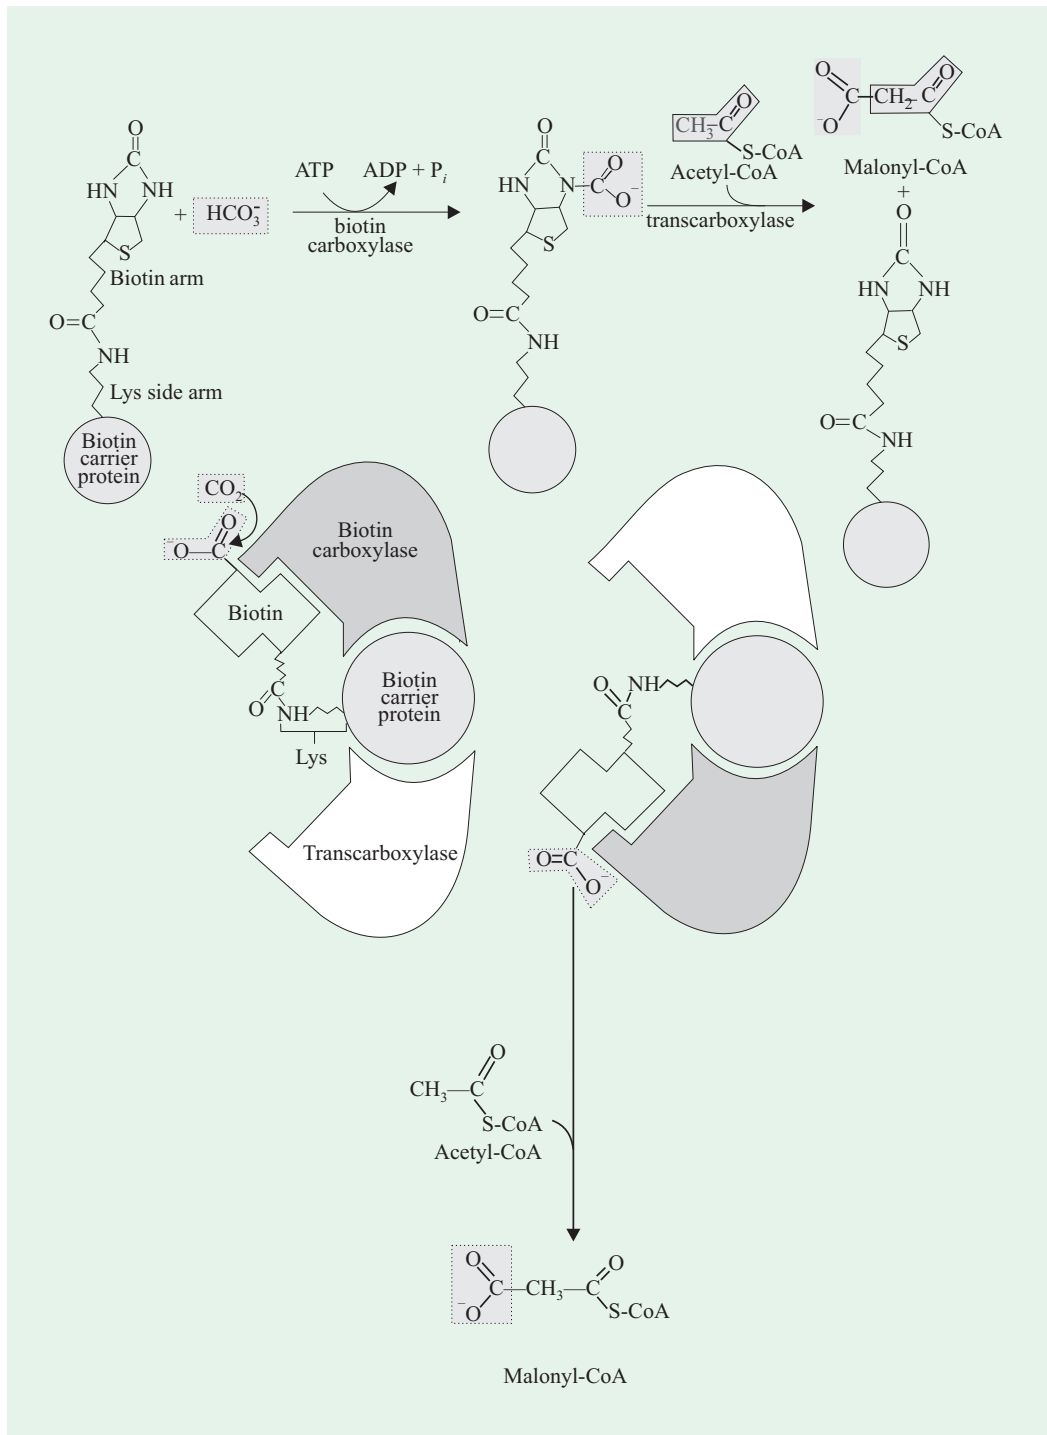 O
C
HN NH
S
+ HCO₃⁻
Biotin arm
O=C
NH
Lys side arm
Biotin
carrier
protein
ATP ADP + Pi
biotin
carboxylase
O
C
HN N–C
O
O⁻
S
O=C
NH
CH₃–C
O
S-CoA
Acetyl-CoA
transcarboxylase
O
C–CH₂–C
O
⁻O
S-CoA
Malonyl-CoA
+
O
C
HN NH
S
O=C
NH
CO₂
O
⁻O–C
Biotin
carboxylase
Biotin
C
O
NH
Lys
Biotin
carrier
protein
Transcarboxylase
O
NH
C
O=C
O⁻
O
CH₃–C
S-CoA
Acetyl-CoA
O
O
C–CH₃–C
⁻O
S-CoA
Malonyl-CoA